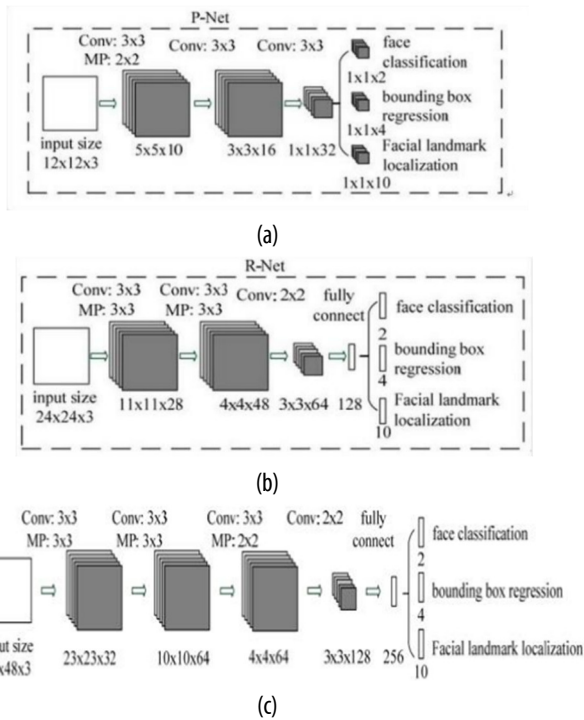 P-Net
Conv: 3x3 Conv: 3x3 Conv: 3x3
MP: 2x2
face
classification
1x1x2
bounding box
regression
1x1x4
Facial landmark
localization
1x1x10
input size
12x12x3
5x5x10
3x3x16
1x1x32
(a)
R-Net
Conv: 3x3 Conv: 3x3 Conv: 2x2 fully
MP: 3x3 MP: 3x3 connect
face classification
2
bounding box
regression
4
Facial landmark
localization
10
input size
24x24x3
11x11x28
4x4x48
3x3x64
128
(b)
Conv: 3x3 Conv: 3x3 Conv: 3x3 Conv: 2x2 fully
MP: 3x3 MP: 3x3 MP: 2x2 connect
face classification
2
bounding box regression
4
Facial landmark localization
10
ut size
x48x3
23x23x32
10x10x64
4x4x64
3x3x128
256
(c)